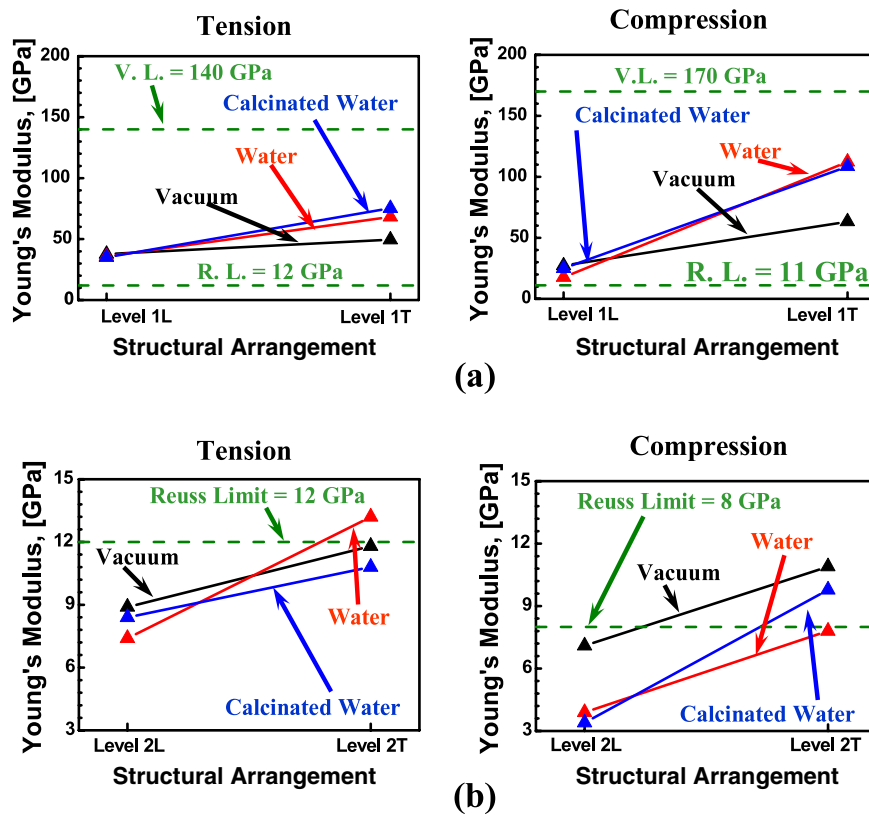 Tension
Young's Modulus, [GPa]
200
150
100
50
0
V. L. = 140 GPa
Calcinated Water
Water
Vacuum
R. L. = 12 GPa
Level 1L
Level 1T
Structural Arrangement
Compression
Young's Modulus, [GPa]
200
150
100
50
0
V.L. = 170 GPa
Calcinated Water
Water
Vacuum
R. L. = 11 GPa
Level 1L
Level 1T
Structural Arrangement
(a)
Tension
Young's Modulus, [GPa]
15
12
9
6
3
Reuss Limit = 12 GPa
Vacuum
Water
Calcinated Water
Level 2L
Level 2T
Structural Arrangement
Compression
Young's Modulus, [GPa]
15
12
9
6
3
Reuss Limit = 8 GPa
Water
Vacuum
Calcinated Water
Level 2L
Level 2T
Structural Arrangement
(b)